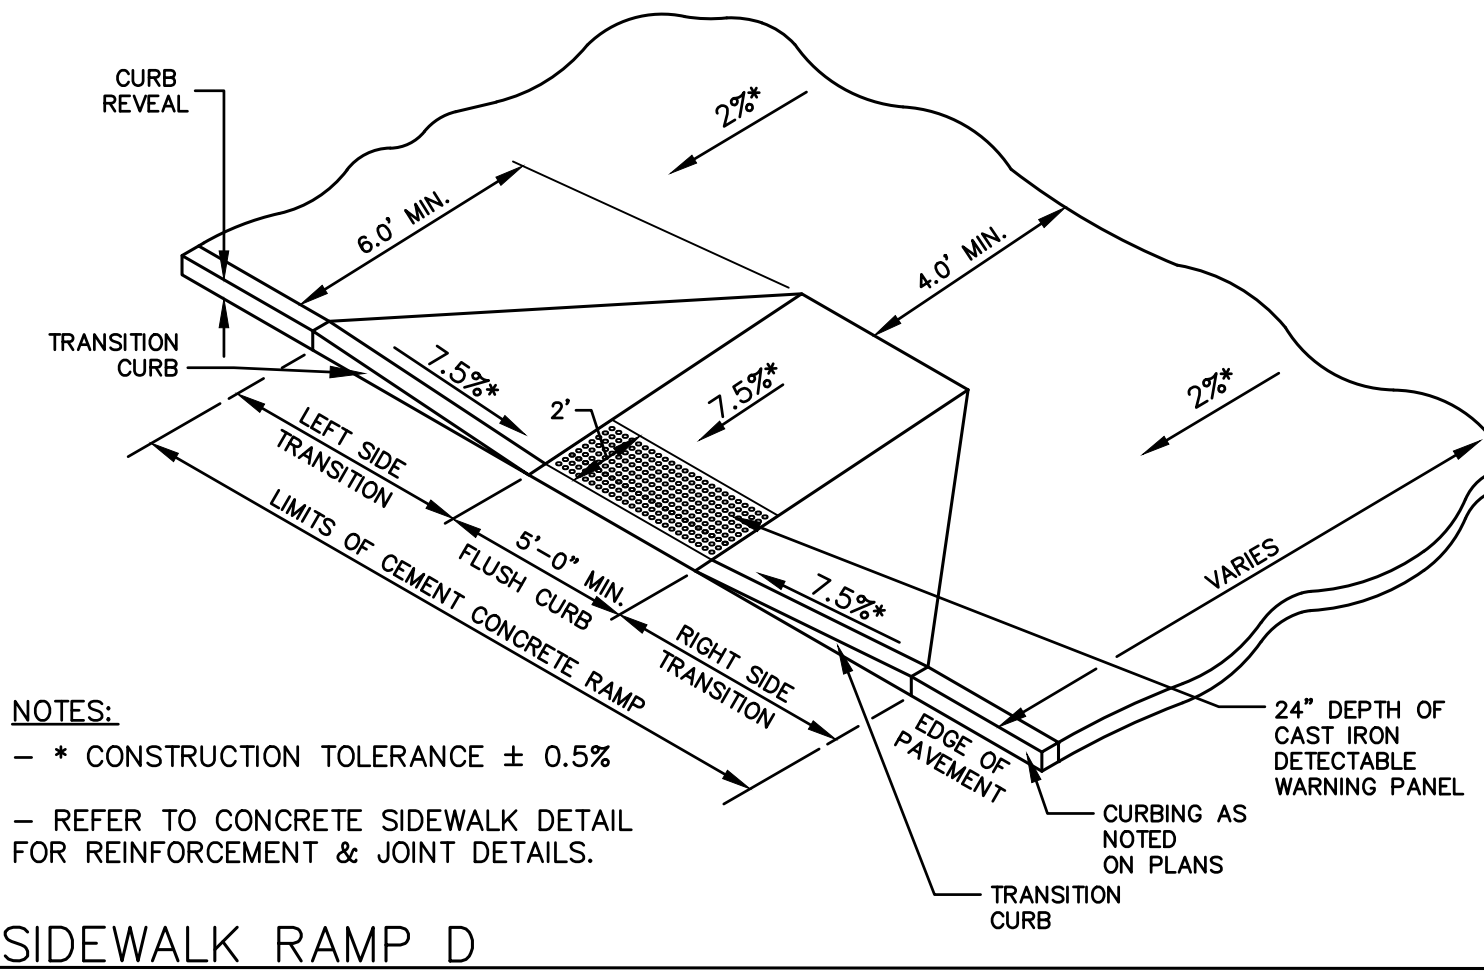 CURB
REVEAL
2%*
6.0' MIN.
4.0' MIN.
TRANSITION
CURB
7.5%*
2'
7.5%*
2%*
LEFT SIDE
TRANSITION
LIMITS OF CEMENT CONCRETE RAMP
5'-0" MIN.
FLUSH CURB
7.5%*
VARIES
RIGHT SIDE
TRANSITION
EDGE OF
PAVEMENT
24" DEPTH OF
CAST IRON
DETECTABLE
WARNING PANEL
CURBING AS
NOTED
ON PLANS
TRANSITION
CURB
NOTES:
- * CONSTRUCTION TOLERANCE ± 0.5%
- REFER TO CONCRETE SIDEWALK DETAIL
FOR REINFORCEMENT & JOINT DETAILS.
SIDEWALK RAMP D